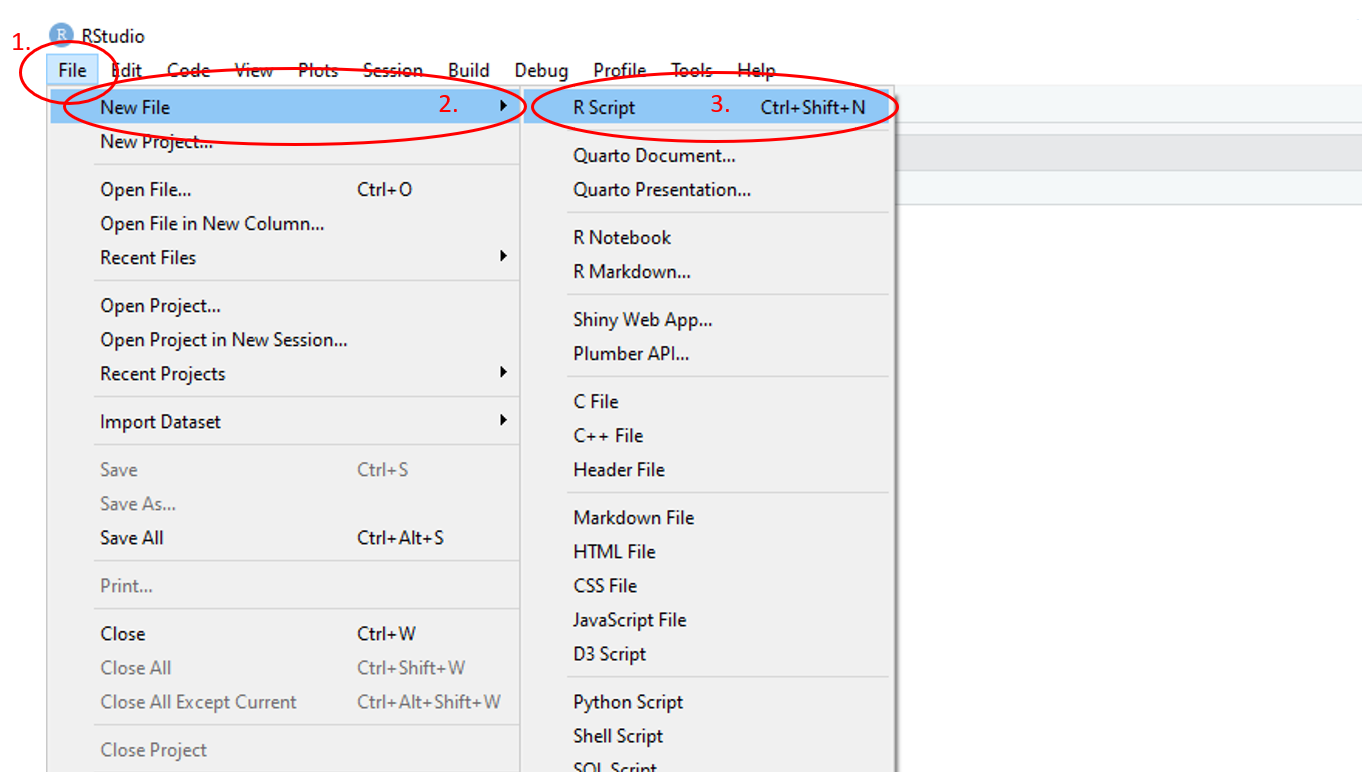 1.
R RStudio
File Edit Code View Plots Session Build Debug Profile Tools Help
New File 2.
New Project...
Open File... Ctrl+O
Open File in New Column...
Recent Files
Open Project...
Open Project in New Session...
Recent Projects
Import Dataset
Save Ctrl+S
Save As...
Save All Ctrl+Alt+S
Print...
Close Ctrl+W
Close All Ctrl+Shift+W
Close All Except Current Ctrl+Alt+Shift+W
Close Project
R Script 3. Ctrl+Shift+N
Quarto Document...
Quarto Presentation...
R Notebook
R Markdown...
Shiny Web App...
Plumber API...
C File
C++ File
Header File
Markdown File
HTML File
CSS File
JavaScript File
D3 Script
Python Script
Shell Script
SQL Script